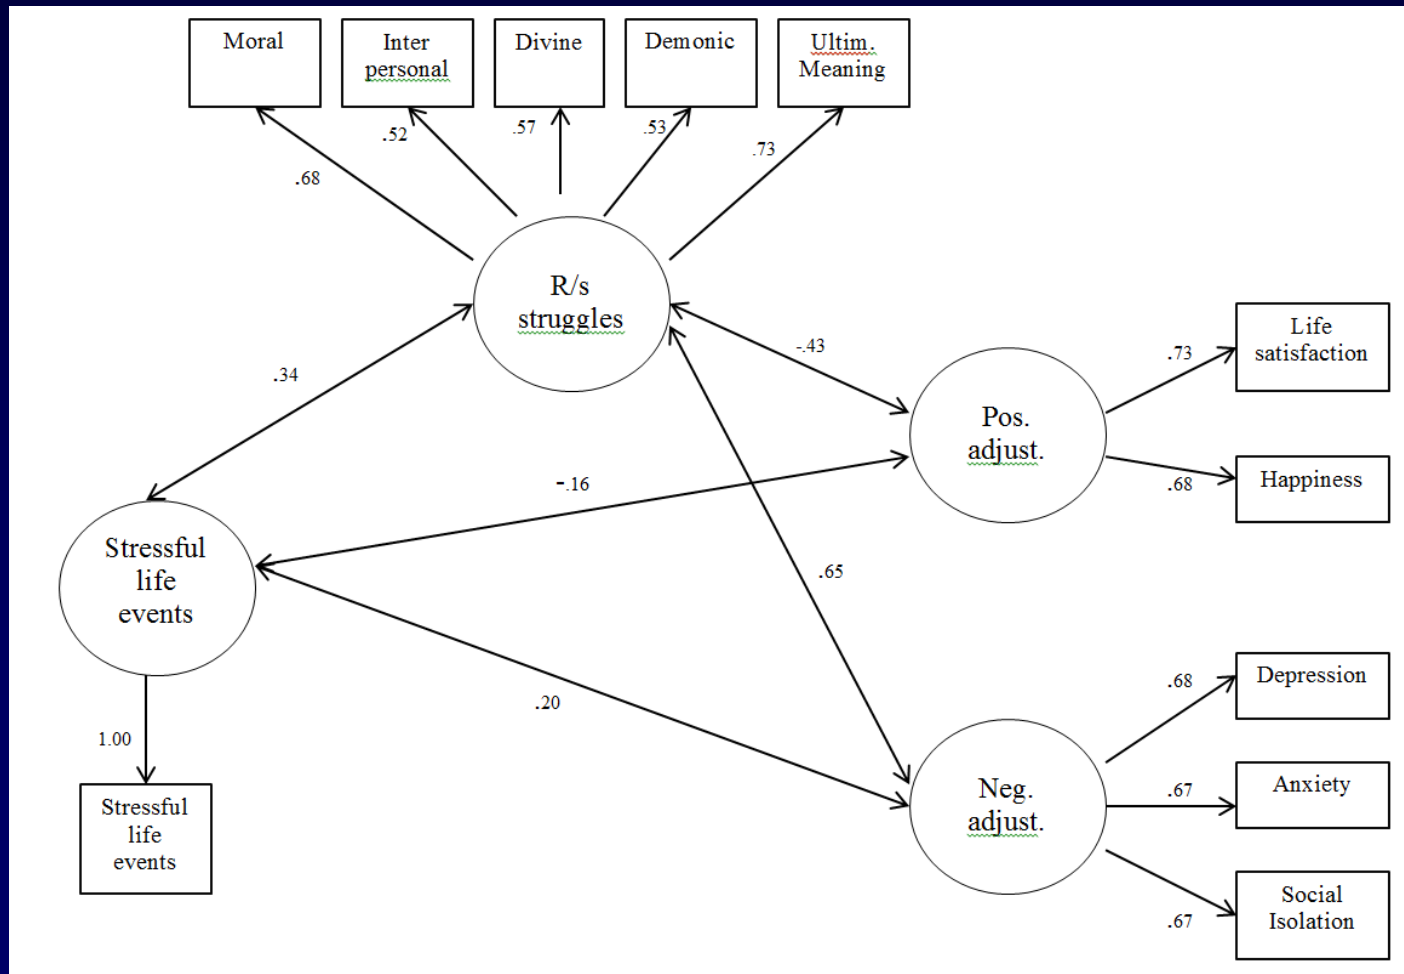 Moral
Inter
personal
Divine
Demonic
Ultim.
Meaning
.68
.52
.57
.53
.73
R/s
struggles
.34
-.43
-.16
.65
.20
Pos.
adjust.
.73
.68
Life
satisfaction
Happiness
Stressful
life
events
1.00
Stressful
life
events
Neg.
adjust.
.68
.67
.67
Depression
Anxiety
Social
Isolation